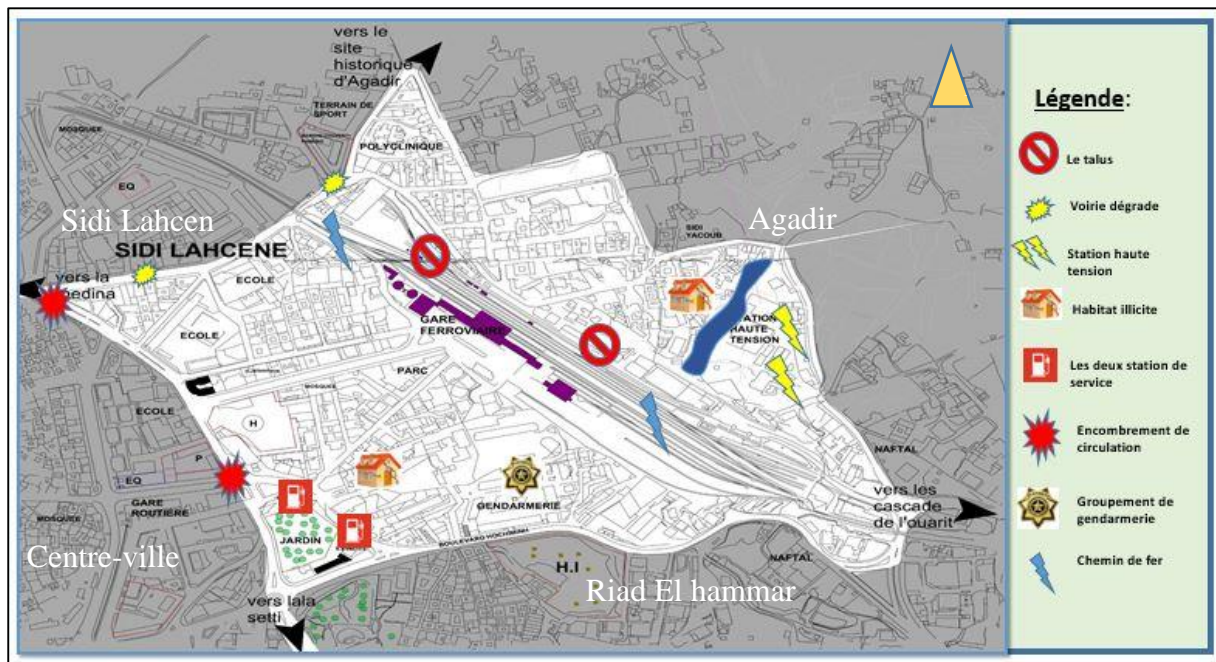 vers le
site
historique
d'Agadir
TERRAIN DE
SPORT
MOSQUEE
POLYCLINIQUE
EQ
Sidi Lahcen
SIDI LAHCENE
Agadir
SIDI
YACOUB
vers la
medina
ECOLE
ECOLE
GARE
FERROVIAIRE
STATION
HAUTE
TENSION
PARC
MOSQUEE
ECOLE
H
P
EQ
GARE
ROUTIERE
MOSQUEE
GENDARMERIE
NAFTAL
vers les
cascade
de l'ouarit
JARDIN
Centre-ville
H.I
NAFTAL
Riad El hammar
vers lala
setti
Légende:
Le talus
Voirie dégrade
Station haute
tension
Habitat illicite
Les deux station de
service
Encombrement de
circulation
Groupement de
gendarmerie
Chemin de fer